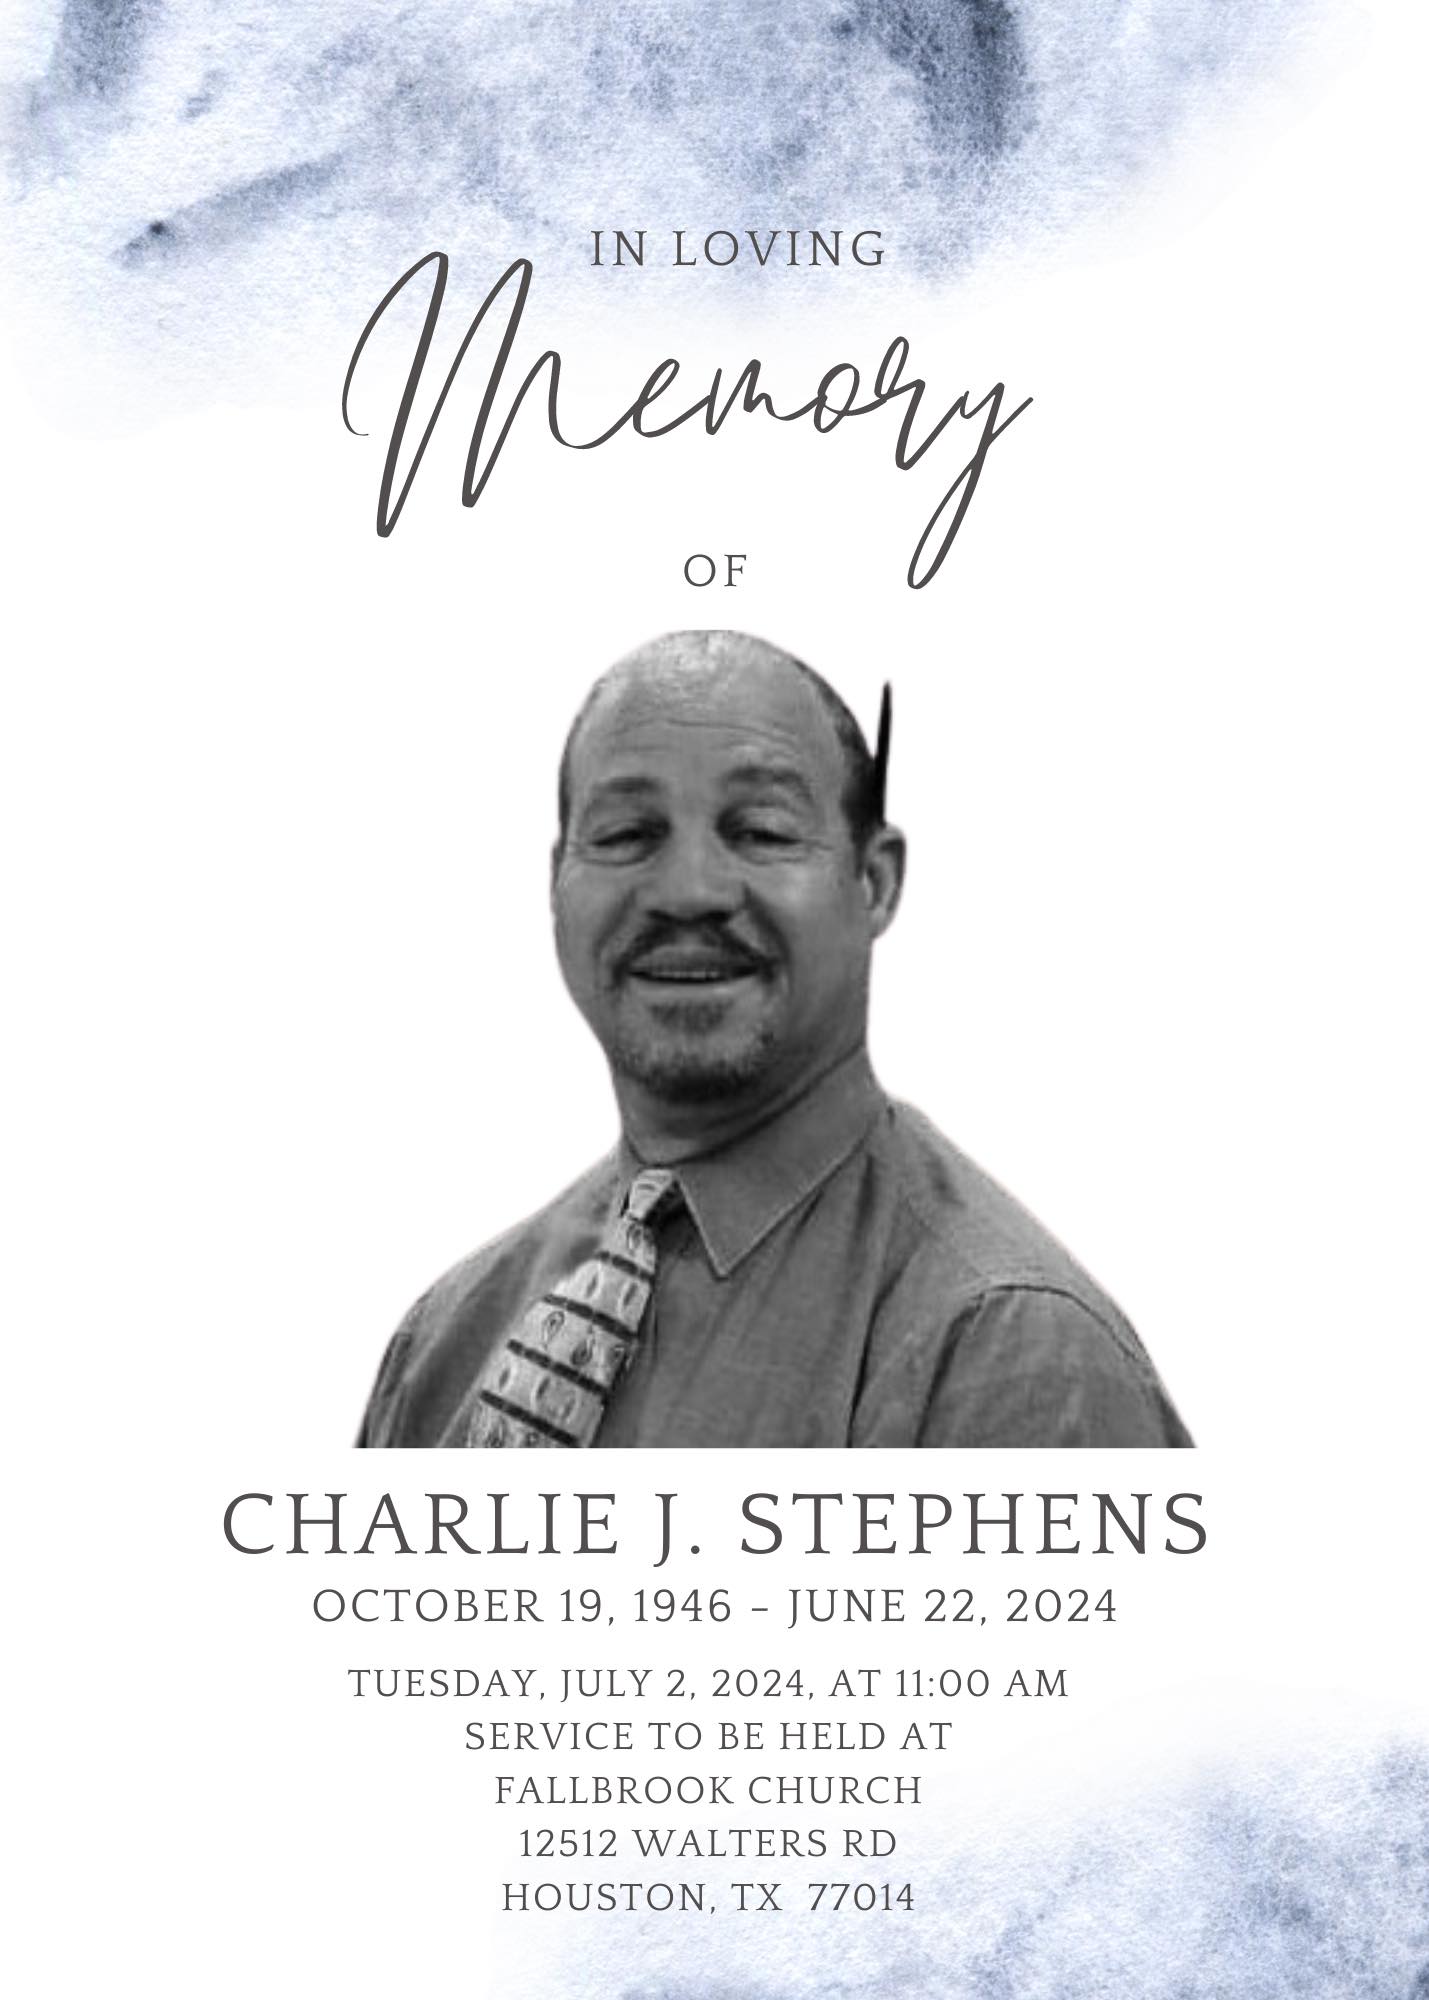 IN LOVING
Memory
OF
CHARLIE J. STEPHENS
OCTOBER 19, 1946 – JUNE 22, 2024
TUESDAY, JULY 2, 2024, AT 11:00 AM
SERVICE TO BE HELD AT
FALLBROOK CHURCH
12512 WALTERS RD
HOUSTON, TX 77014